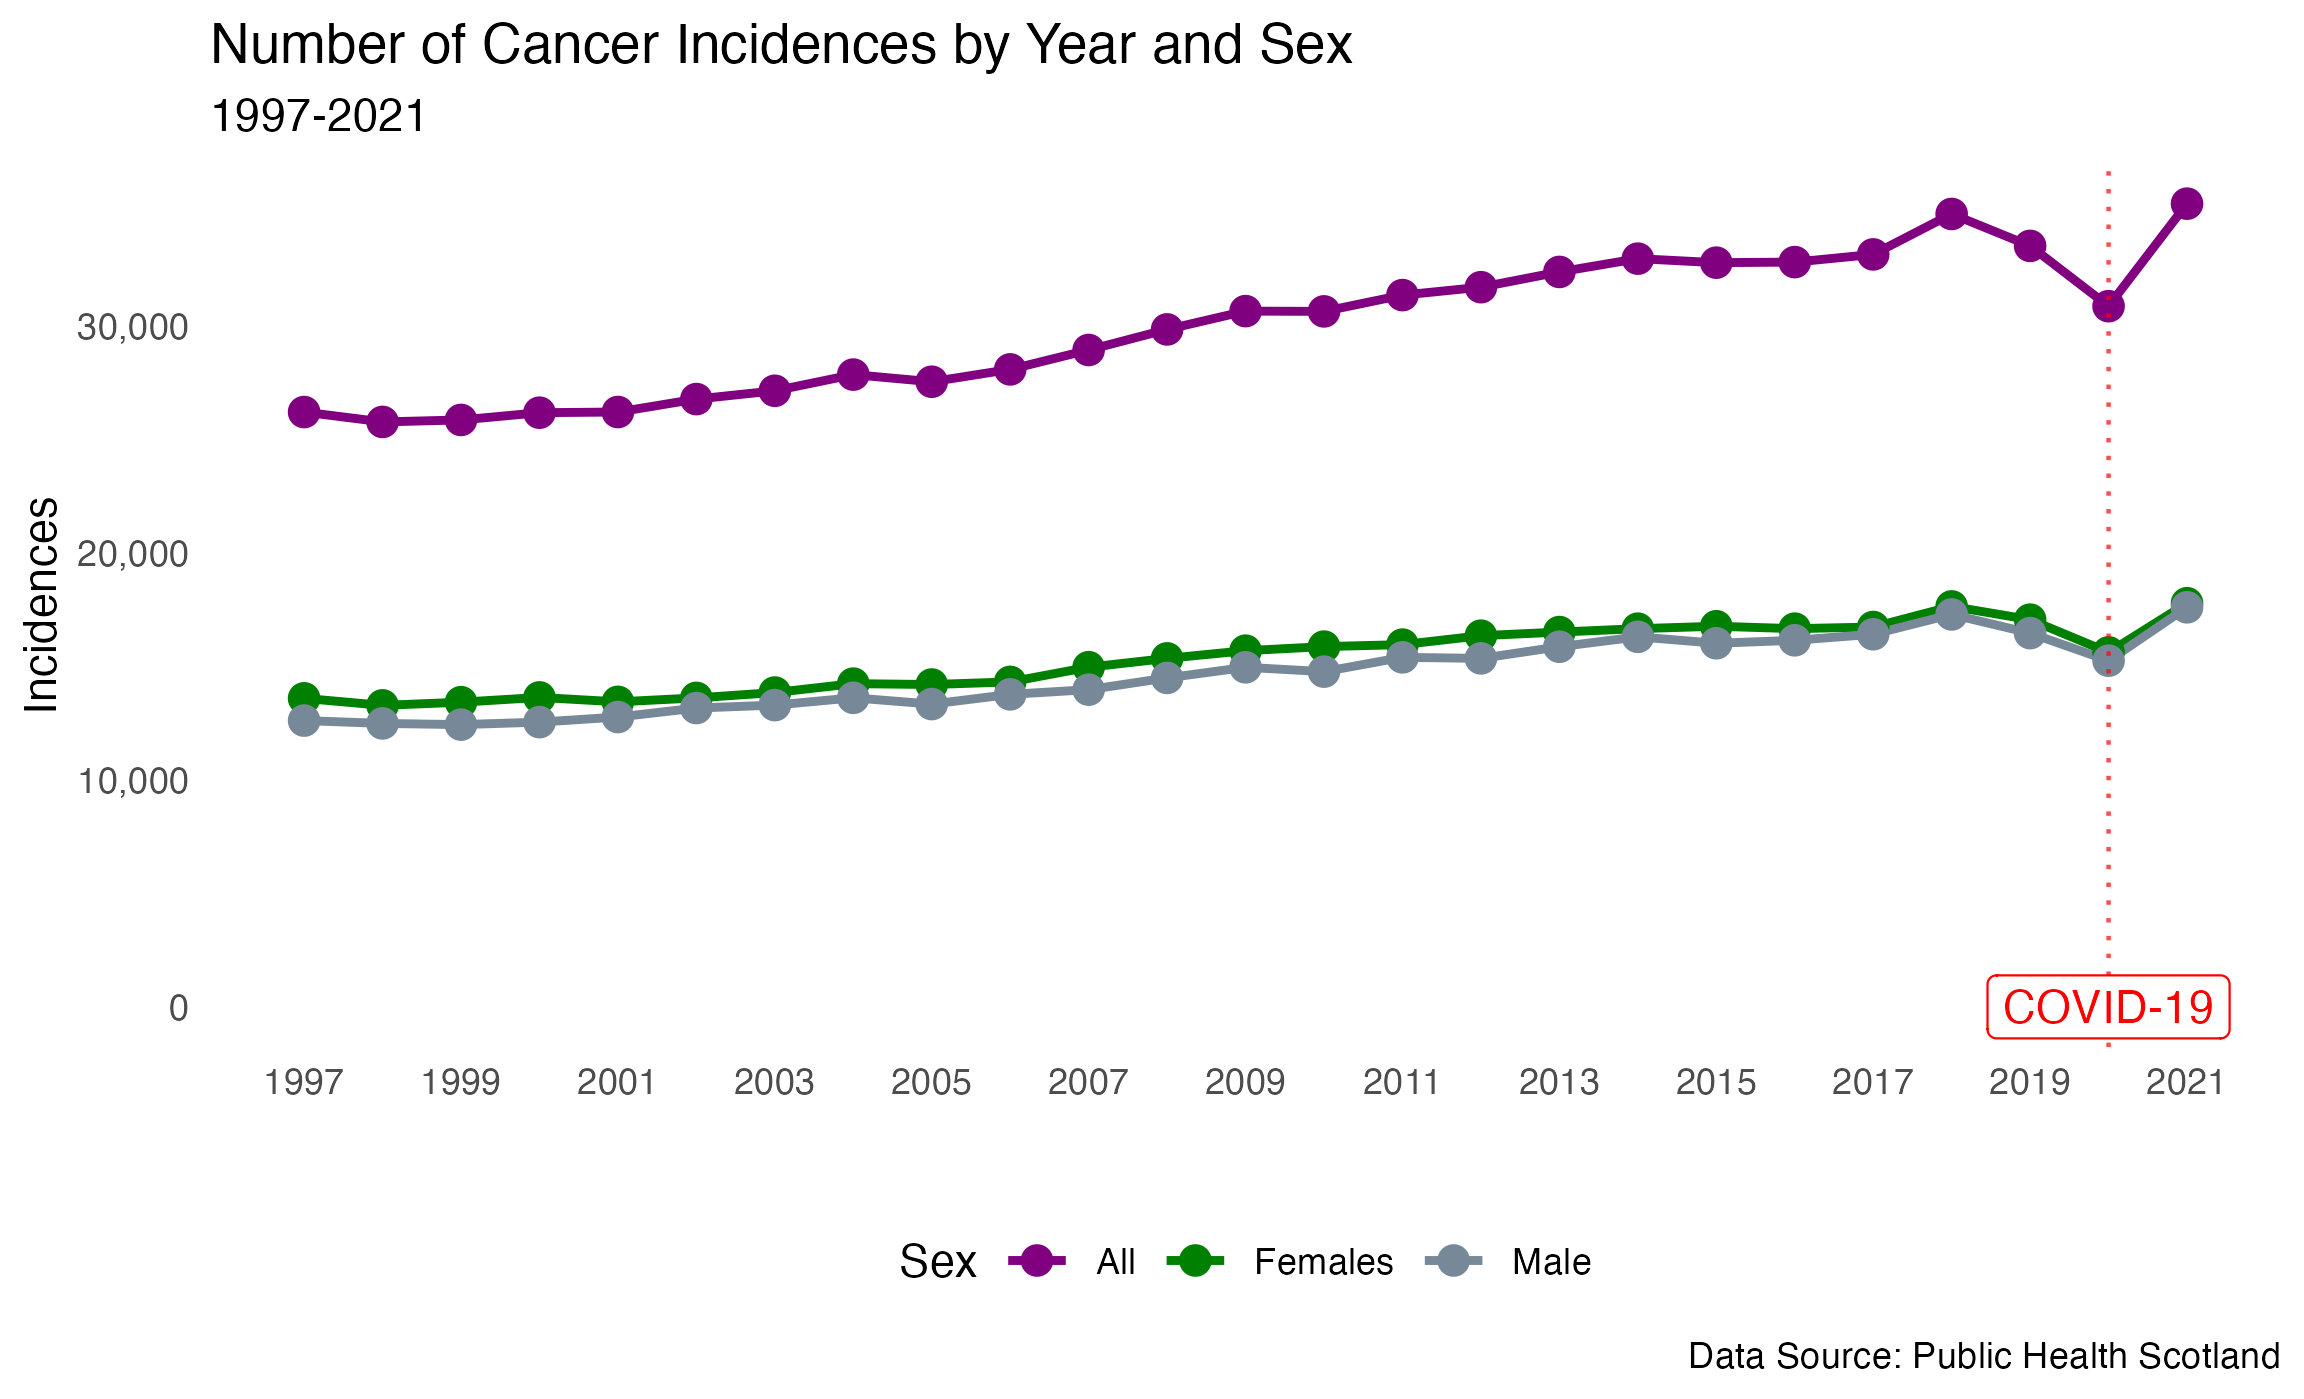 Number of Cancer Incidences by Year and Sex
1997-2021
Incidences
30,000
20,000
10,000
0
COVID-19
1997 1999 2001 2003 2005 2007 2009 2011 2013 2015 2017 2019 2021
Sex All Females Male
Data Source: Public Health Scotland